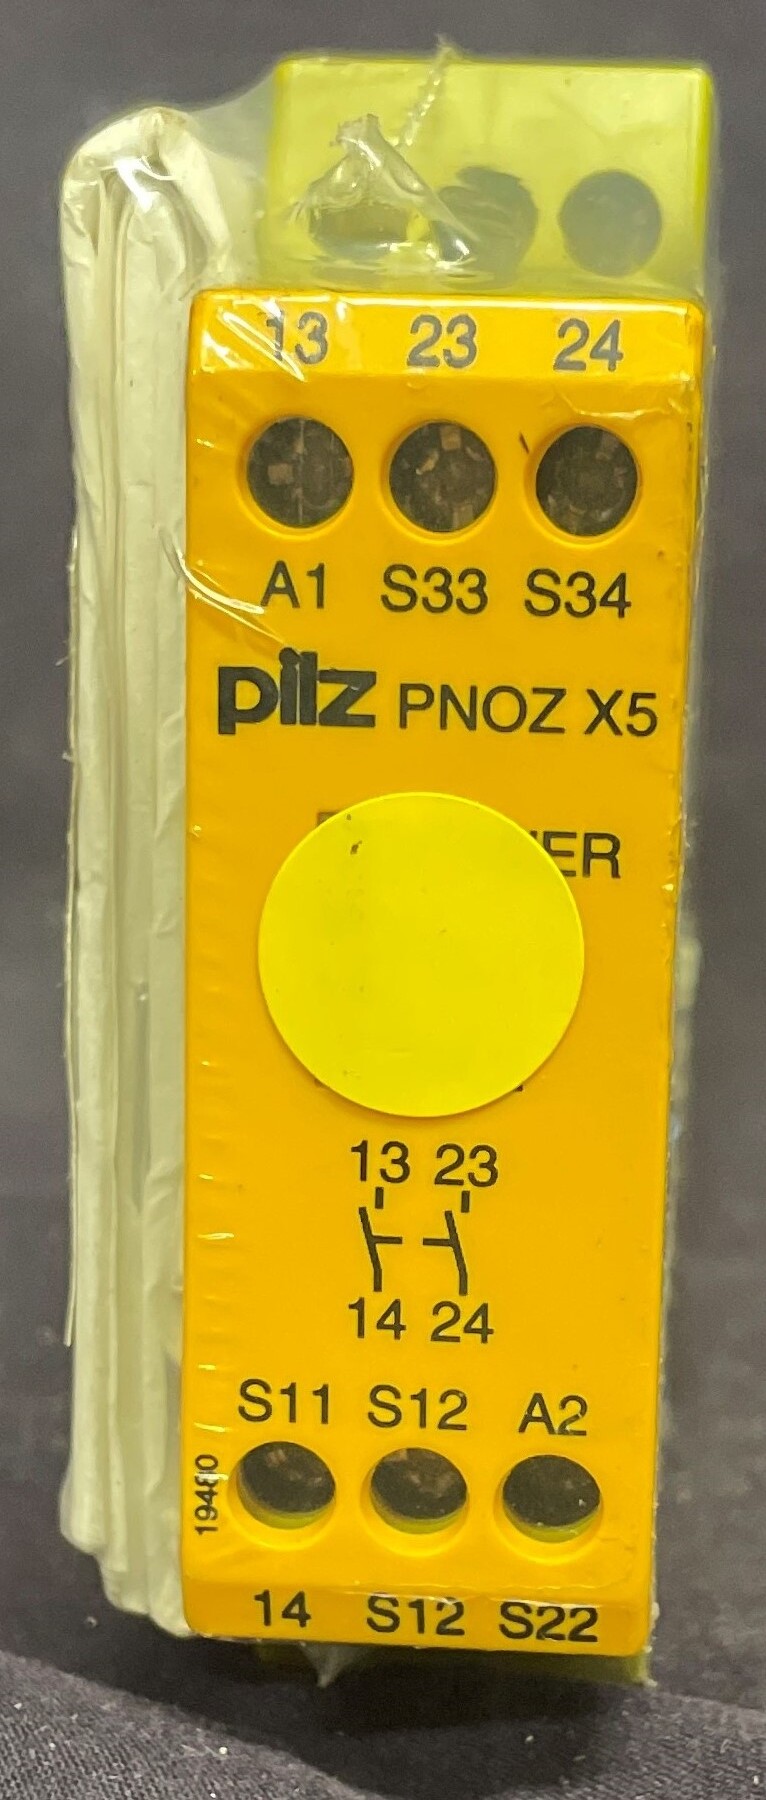 13 23 24
A1 S33 S34
pilz PNOZ X5
13 23
14 24
S11 S12 A2
19480
14 S12 S22